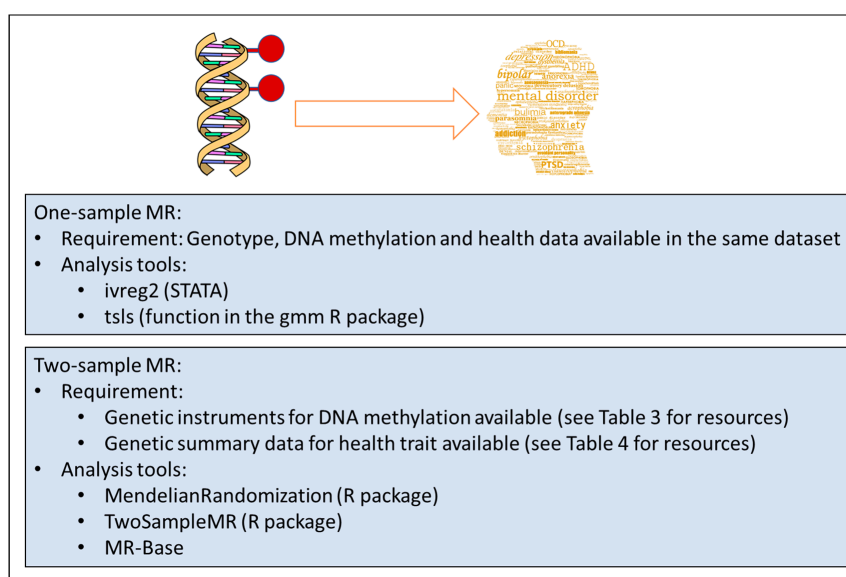 OCD
depression
ADHD
bipolar
anorexia
panic
mental disorder
bulimia
parasomnia
anxiety
addiction
schizophrenia
PTSD
One-sample MR:
• Requirement: Genotype, DNA methylation and health data available in the same dataset
• Analysis tools:
• ivreg2 (STATA)
• tsls (function in the gmm R package)
Two-sample MR:
• Requirement:
• Genetic instruments for DNA methylation available (see Table 3 for resources)
• Genetic summary data for health trait available (see Table 4 for resources)
• Analysis tools:
• MendelianRandomization (R package)
• TwoSampleMR (R package)
• MR-Base